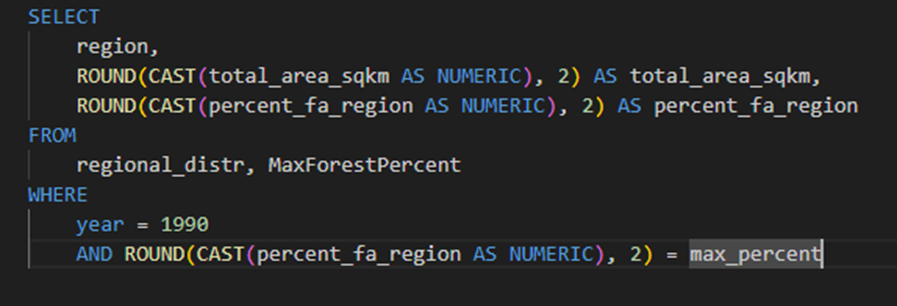 SELECT
region,
ROUND(CAST(total_area_sqkm AS NUMERIC), 2) AS total_area_sqkm,
ROUND(CAST(percent_fa_region AS NUMERIC), 2) AS percent_fa_region
FROM
regional_distr, MaxForestPercent
WHERE
year = 1990
AND ROUND(CAST(percent_fa_region AS NUMERIC), 2) = max_percent